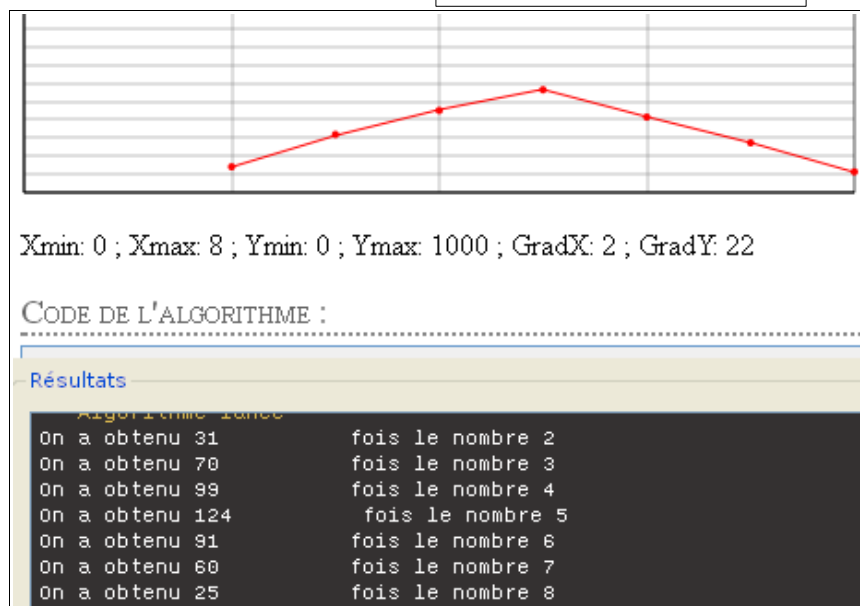 Xmin: 0 ; Xmax: 8 ; Ymin: 0 ; Ymax: 1000 ; GradX: 2 ; GradY: 22
CODE DE L'ALGORITHME :
Résultats
Algorithme lancé
On a obtenu 31 fois le nombre 2
On a obtenu 70 fois le nombre 3
On a obtenu 99 fois le nombre 4
On a obtenu 124 fois le nombre 5
On a obtenu 91 fois le nombre 6
On a obtenu 60 fois le nombre 7
On a obtenu 25 fois le nombre 8